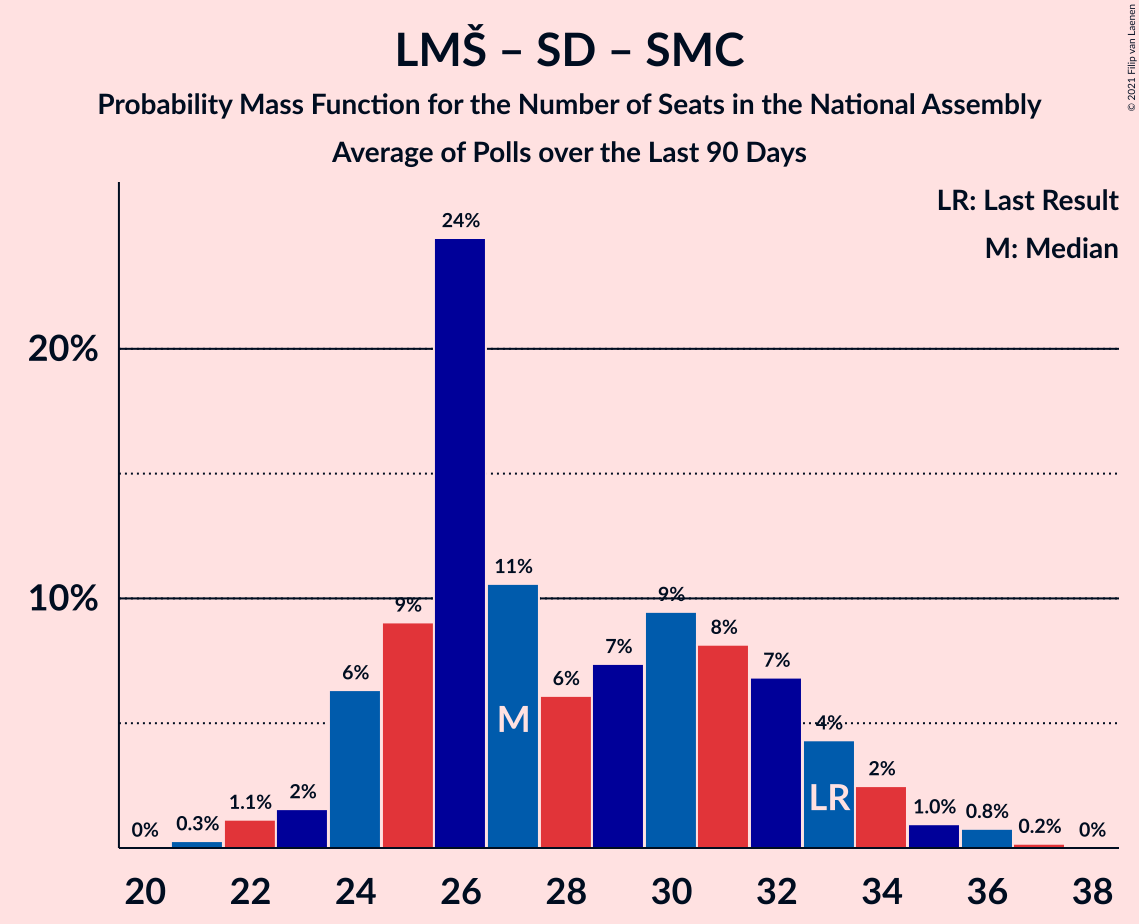 LMŠ – SD – SMC
Probability Mass Function for the Number of Seats in the National Assembly
Average of Polls over the Last 90 Days
© 2021 Filip van Laenen
LR: Last Result
M: Median
20%
10%
0%
0.3%
1.1%
2%
6%
9%
24%
11%
6%
7%
9%
8%
7%
4%
2%
1.0%
0.8%
0.2%
0%
M
LR
20 22 24 26 28 30 32 34 36 38